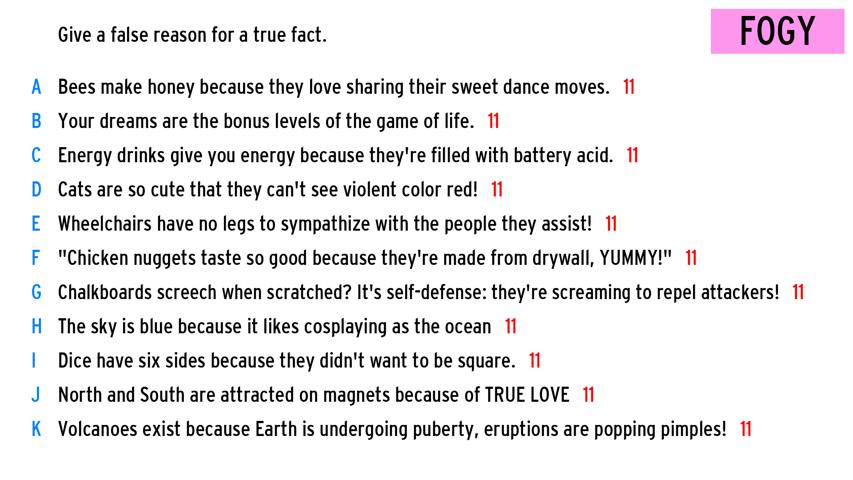 Give a false reason for a true fact.
FOGY
A Bees make honey because they love sharing their sweet dance moves. 11
B Your dreams are the bonus levels of the game of life. 11
C Energy drinks give you energy because they're filled with battery acid. 11
D Cats are so cute that they can't see violent color red! 11
E Wheelchairs have no legs to sympathize with the people they assist! 11
F "Chicken nuggets taste so good because they're made from drywall, YUMMY!" 11
G Chalkboards screech when scratched? It's self-defense: they're screaming to repel attackers! 11
H The sky is blue because it likes cosplaying as the ocean 11
I Dice have six sides because they didn't want to be square. 11
J North and South are attracted on magnets because of TRUE LOVE 11
K Volcanoes exist because Earth is undergoing puberty, eruptions are popping pimples! 11